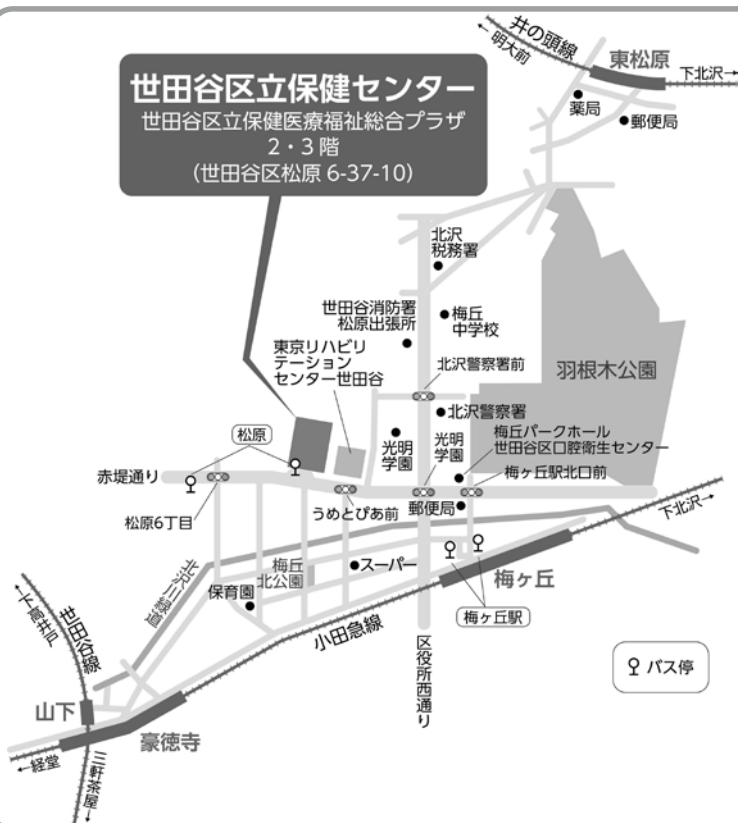 井の頭線
←明大前
東松原
下北沢→
薬局
郵便局
世田谷区立保健センター
世田谷区立保健医療福祉総合プラザ
2・3階
(世田谷区松原 6-37-10)
北沢
税務署
世田谷消防署
松原出張所
梅丘
中学校
東京リハビリ
テーション
センター世田谷
北沢警察署前
羽根木公園
北沢警察署
松原
光明
学園
光明
学園
梅丘パークホール
世田谷区口腔衛生センター
梅ヶ丘駅北口前
赤堤通り
松原6丁目
うめとぴあ前
郵便局
下北沢→
北沢川緑道
梅丘
北公園
スーパー
保育園
梅ヶ丘
梅ヶ丘駅
小田急線
区役所西通り
バス停
←下高井戸
世田谷線
山下
豪徳寺
←経堂
三軒茶屋→